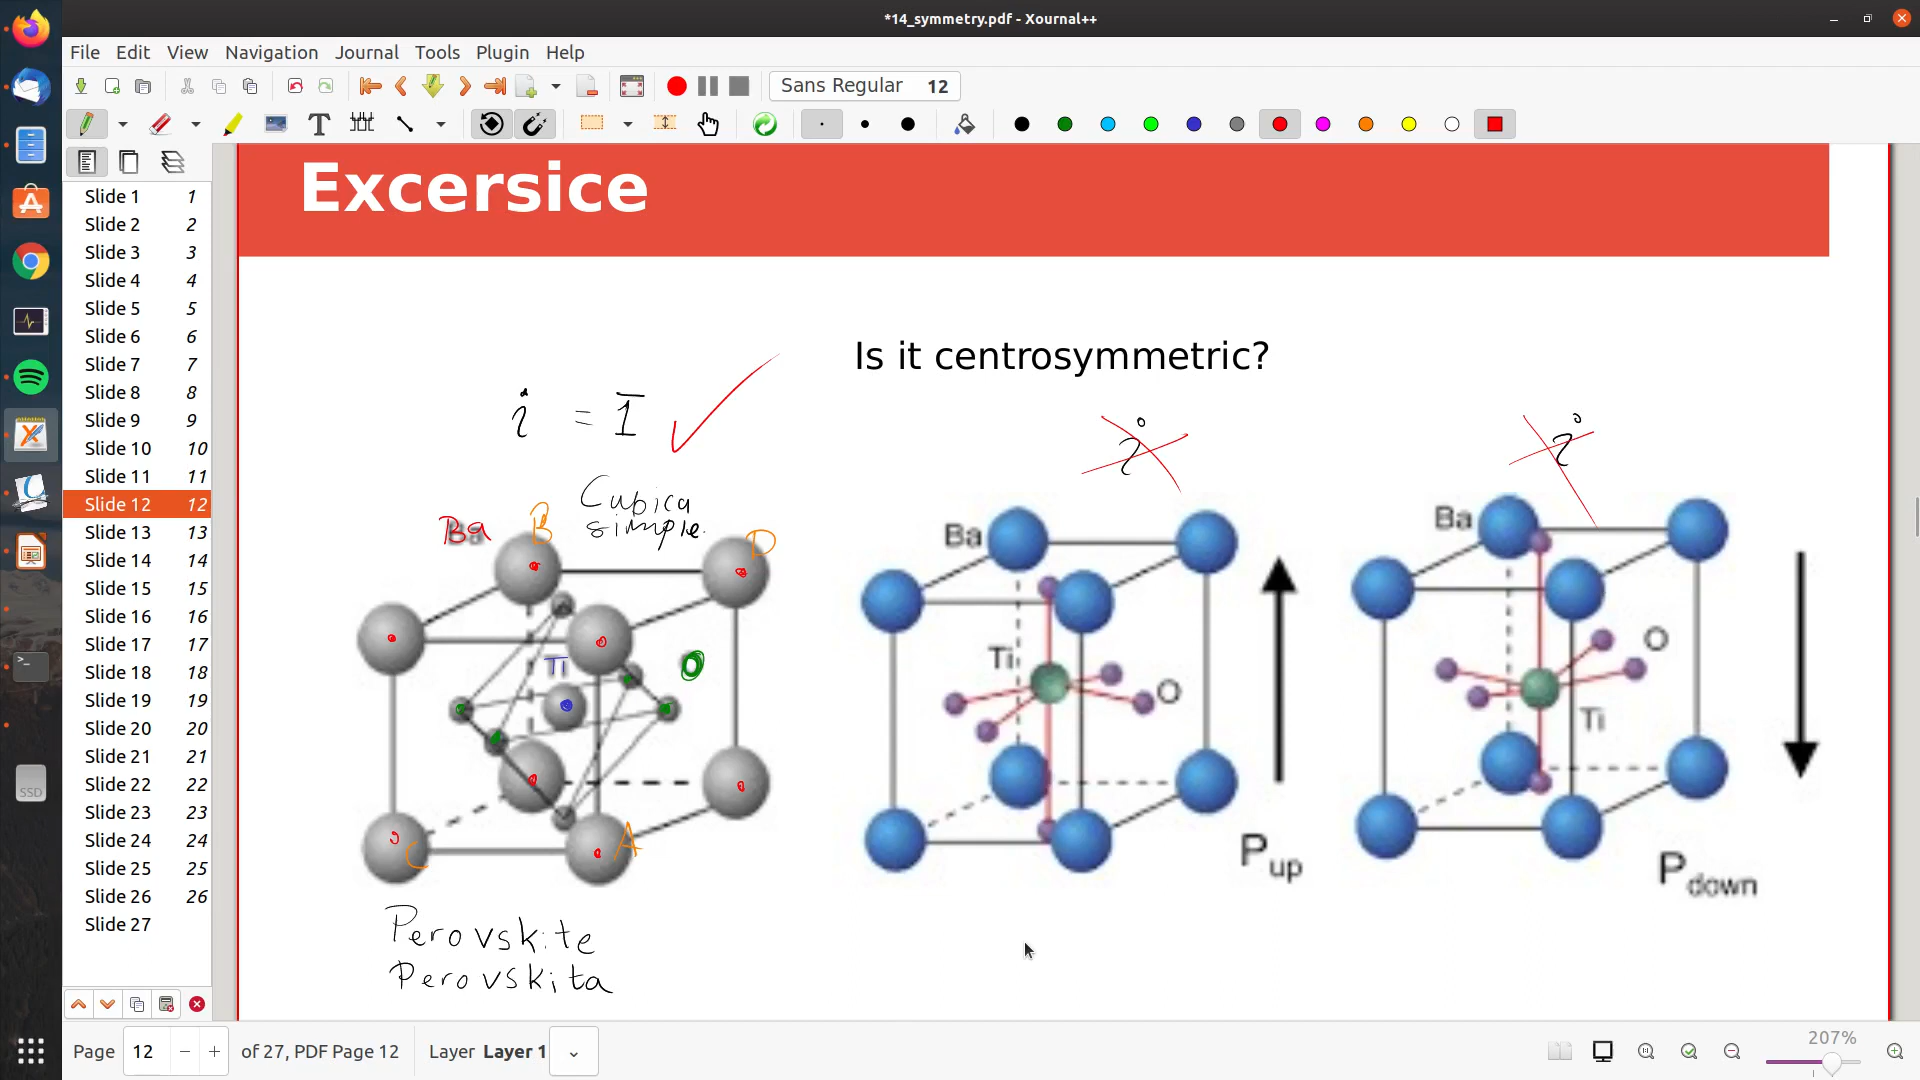 *14_symmetry.pdf - Xournal++
File Edit View Navigation Journal Tools Plugin Help
Sans Regular 12
Slide 1 1
Slide 2 2
Slide 3 3
Slide 4 4
Slide 5 5
Slide 6 6
Slide 7 7
Slide 8 8
Slide 9 9
Slide 10 10
Slide 11 11
Slide 12 12
Slide 13 13
Slide 14 14
Slide 15 15
Slide 16 16
Slide 17 17
Slide 18 18
Slide 19 19
Slide 20 20
Slide 21 21
Slide 22 22
Slide 23 23
Slide 24 24
Slide 25 25
Slide 26 26
Slide 27
Excersice
Is it centrosymmetric?
i = 1̅
i
i
Cubica
simple.
Ba
B
D
Ti
O
C
A
Perovskite
Perovskita
Ba
Ti
O
P up
Ba
O
Ti
P down
SSD
Page 12 − + of 27, PDF Page 12 Layer Layer 1
207%